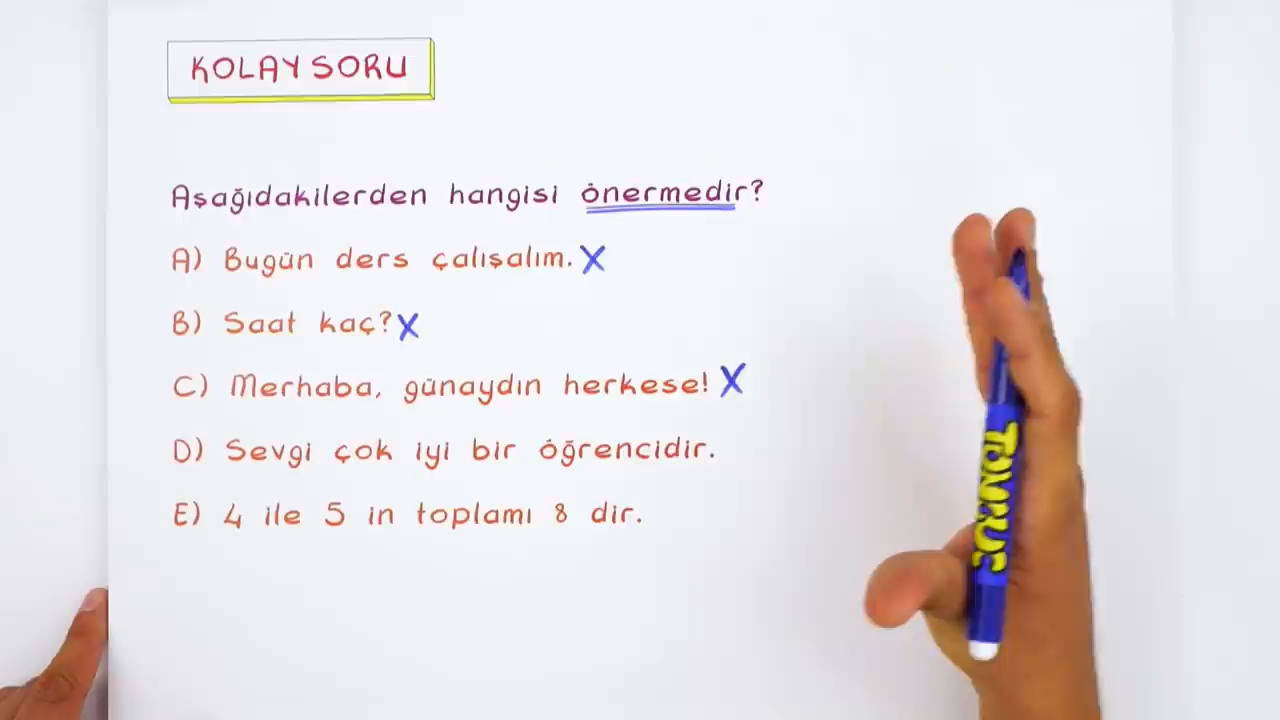 KOLAY SORU
Aşağıdakilerden hangisi önermedir?
A) Bugün ders çalışalım. X
B) Saat kaç? X
C) Merhaba, günaydın herkese! X
D) Sevgi çok iyi bir öğrencidir.
E) 4 ile 5 in toplamı 8 dir.
TOMBUL